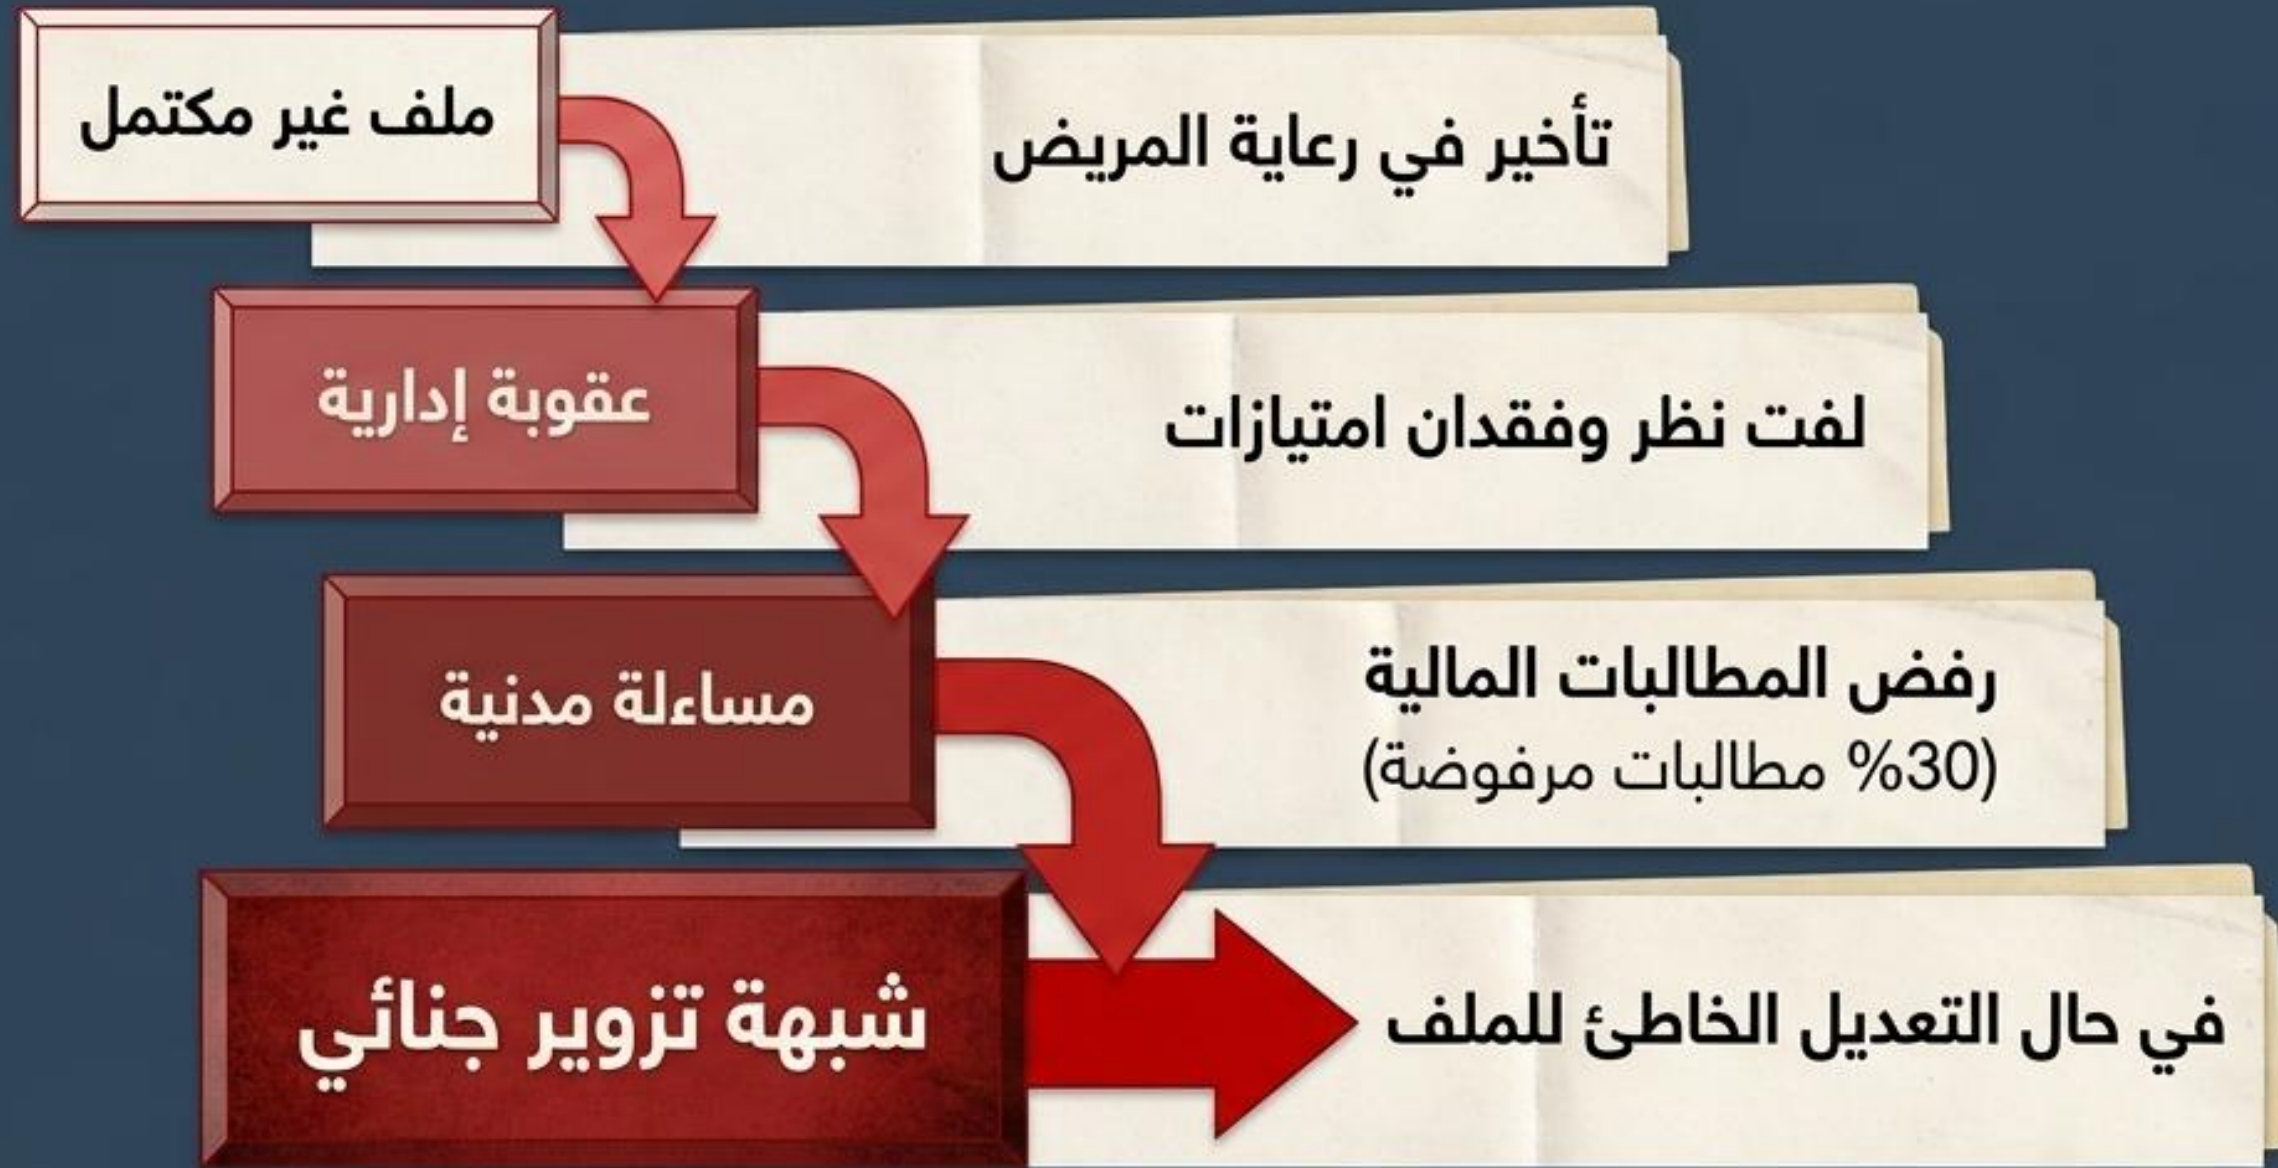 ملف غير مكتمل
تأخير في رعاية المريض
عقوبة إدارية
لفت نظر وفقدان امتيازات
مساءلة مدنية
رفض المطالبات المالية
(30% مطالبات مرفوضة)
شبهة تزوير جنائي
في حال التعديل الخاطئ للملف